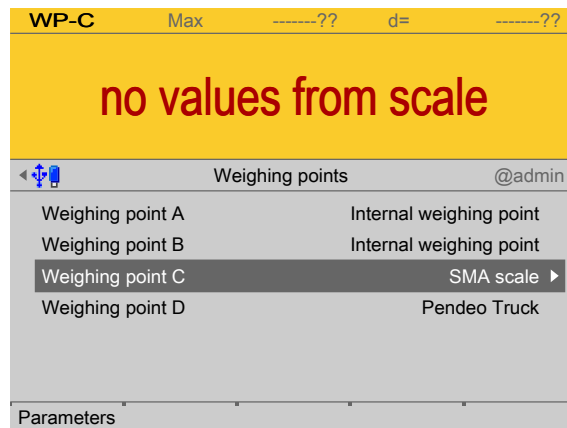 WP-C Max -------?? d= -------??
no values from scale
Weighing points @admin
Weighing point A Internal weighing point
Weighing point B Internal weighing point
Weighing point C SMA scale
Weighing point D Pendeo Truck
Parameters